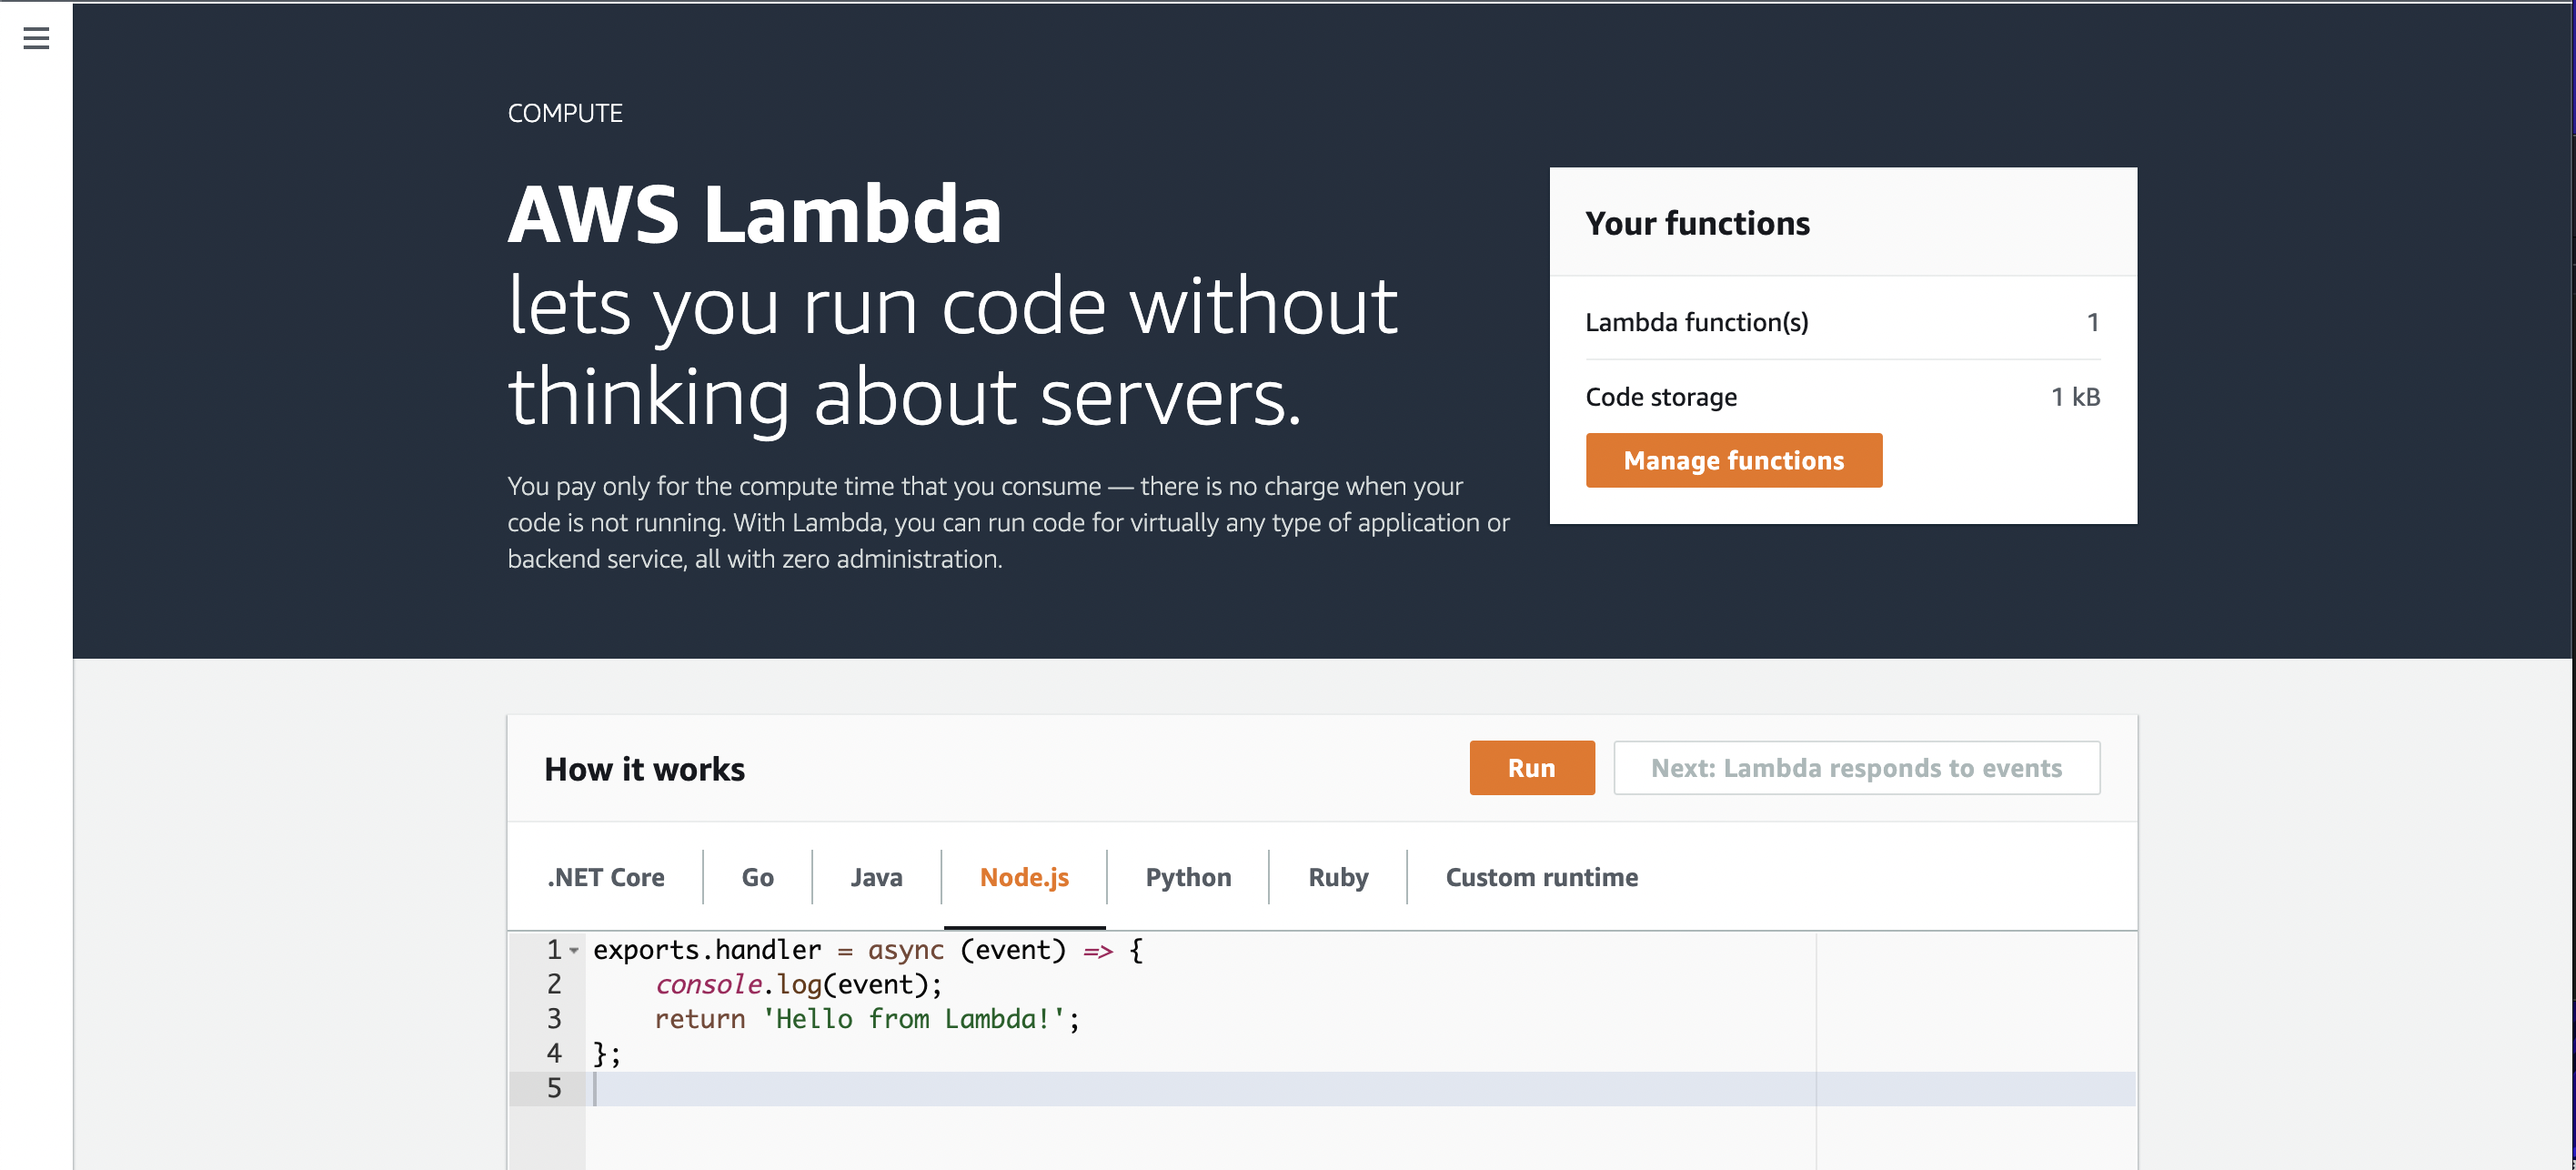 COMPUTE
AWS Lambda
lets you run code without
thinking about servers.
You pay only for the compute time that you consume — there is no charge when your
code is not running. With Lambda, you can run code for virtually any type of application or
backend service, all with zero administration.
Your functions
Lambda function(s) 1
Code storage 1 kB
Manage functions
How it works
Run
Next: Lambda responds to events
.NET Core
Go
Java
Node.js
Python
Ruby
Custom runtime
1 exports.handler = async (event) => {
2     console.log(event);
3     return 'Hello from Lambda!';
4 };
5